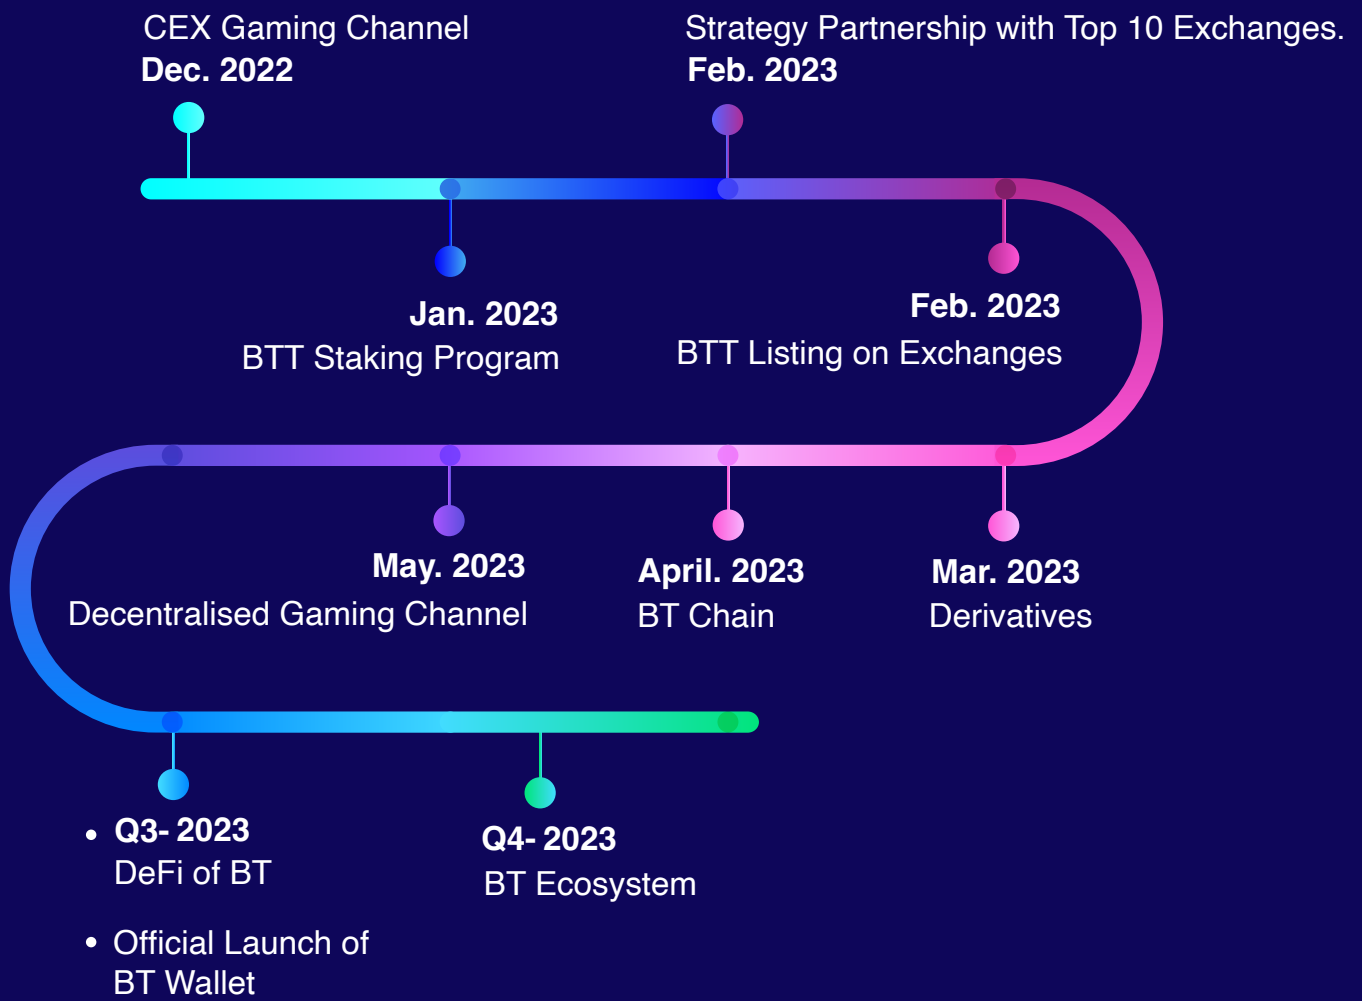 CEX Gaming Channel
Dec. 2022
Strategy Partnership with Top 10 Exchanges.
Feb. 2023
Jan. 2023
BTT Staking Program
Feb. 2023
BTT Listing on Exchanges
May. 2023
Decentralised Gaming Channel
April. 2023
BT Chain
Mar. 2023
Derivatives
• Q3- 2023
DeFi of BT
• Official Launch of
BT Wallet
Q4- 2023
BT Ecosystem